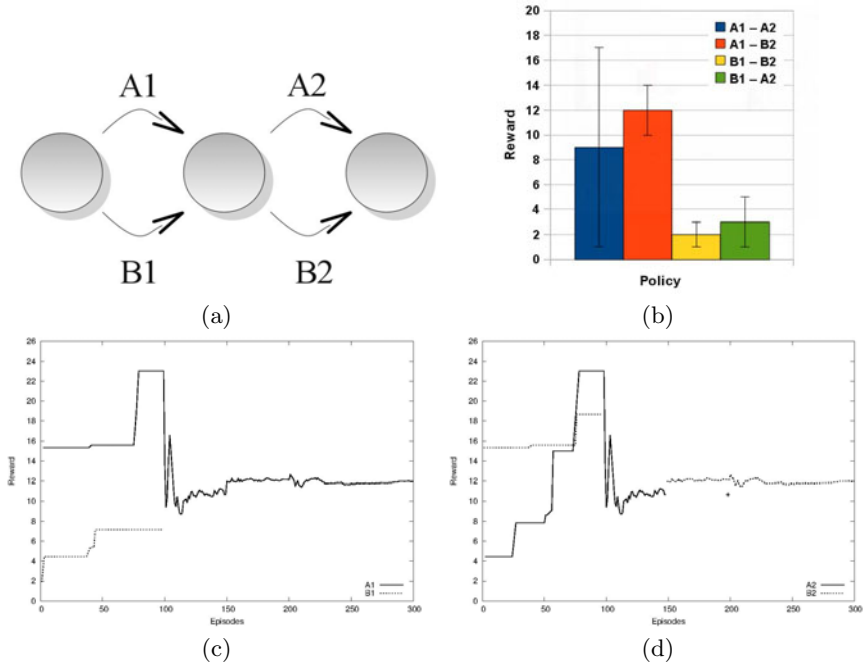 A1 A2
B1 B2
(a)
20
18
16
14
12
10
8
6
4
2
0
Reward
A1 – A2
A1 – B2
B1 – B2
B1 – A2
Policy
(b)
26
24
22
20
18
16
14
12
10
8
6
4
2
0
Reward
0 50 100 150 200 250 300
Episodes
A1
B1
(c)
26
24
22
20
18
16
14
12
10
8
6
4
2
0
Reward
0 50 100 150 200 250 300
Episodes
A2
B2
(d)